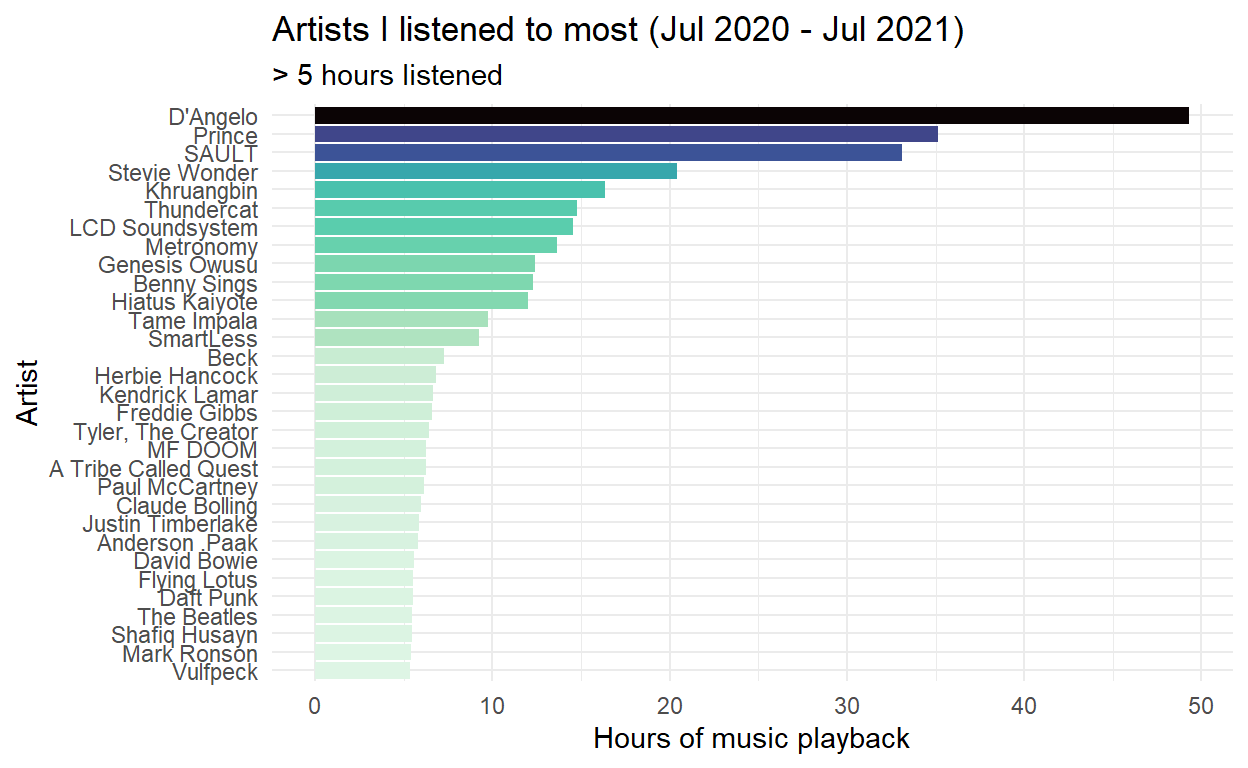 Artists I listened to most (Jul 2020 - Jul 2021)
> 5 hours listened
Artist
D'Angelo
Prince
SAULT
Stevie Wonder
Khruangbin
Thundercat
LCD Soundsystem
Metronomy
Genesis Owusu
Benny Sings
Hiatus Kaiyote
Tame Impala
SmartLess
Beck
Herbie Hancock
Kendrick Lamar
Freddie Gibbs
Tyler, The Creator
MF DOOM
A Tribe Called Quest
Paul McCartney
Claude Bolling
Justin Timberlake
Anderson .Paak
David Bowie
Flying Lotus
Daft Punk
The Beatles
Shafiq Husayn
Mark Ronson
Vulfpeck
0 10 20 30 40 50
Hours of music playback